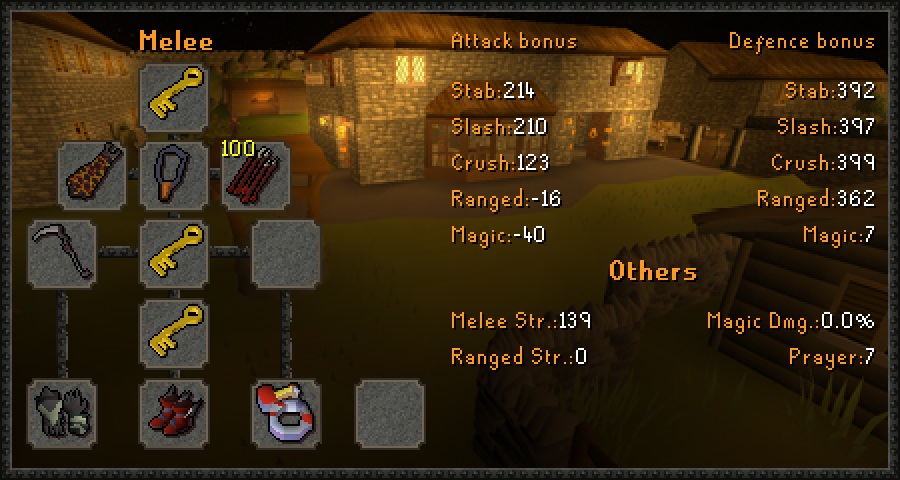 Melee
100
Attack bonus
Stab:214
Slash:210
Crush:123
Ranged:-16
Magic:-40
Defence bonus
Stab:392
Slash:397
Crush:399
Ranged:362
Magic:7
Others
Melee Str.:139
Ranged Str.:0
Magic Dmg.:0.0%
Prayer:7